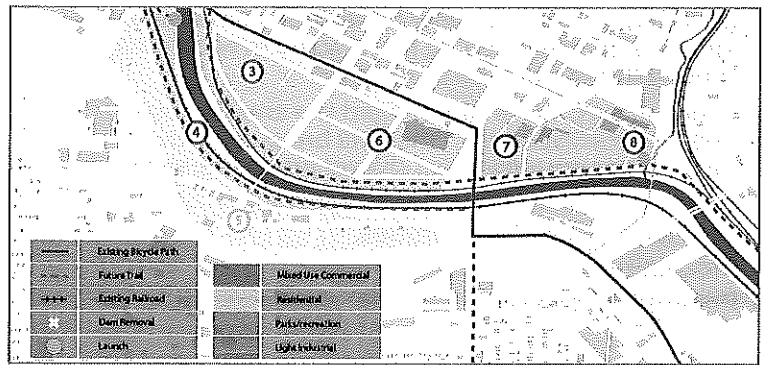 3
4
6
7
8
5
Existing Bicycle Path
Future Trail
Existing Railroad
Dam Removal
Launch
Mixed Use Commercial
Residential
Parks/recreation
Light Industrial